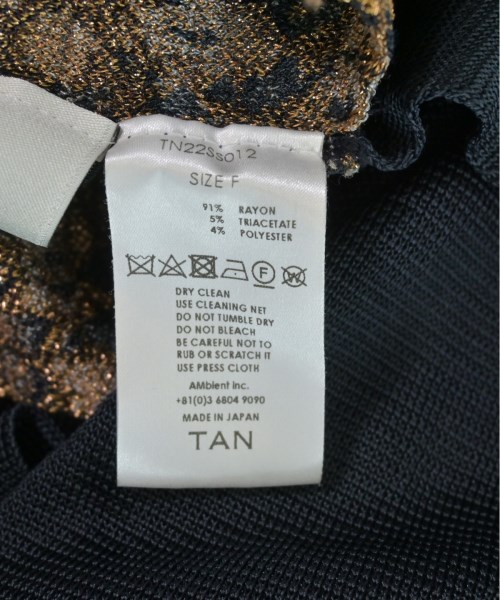 TN22SS012
SIZE F
91% RAYON
5% TRIACETATE
4% POLYESTER
F W
DRY CLEAN
USE CLEANING NET
DO NOT TUMBLE DRY
DO NOT BLEACH
BE CAREFUL NOT TO
RUB OR SCRATCH IT
USE PRESS CLOTH
AMbient inc.
+81(0)3 6804 9090
MADE IN JAPAN
TAN